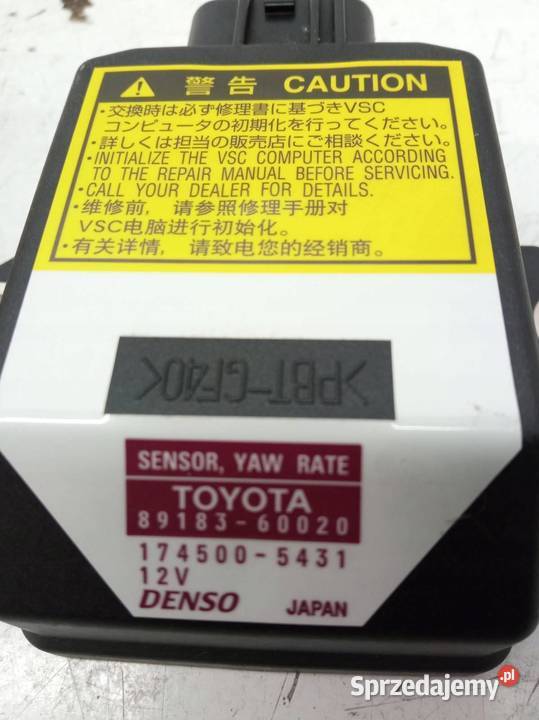 警告 CAUTION
・交換時は必ず修理書に基づきVSC
コンピュータの初期化を行ってください。
・詳しくは担当の販売店にご相談ください。
・INITIALIZE THE VSC COMPUTER ACCORDING
TO THE REPAIR MANUAL BEFORE SERVICING.
・CALL YOUR DEALER FOR DETAILS.
・维修前，请参照修理手册对
VSC电脑进行初始化。
・有关详情，请致电您的经销商。
>PBT-GF40<
SENSOR, YAW RATE
TOYOTA
89183-60020
174500-5431
12V
DENSO JAPAN
Sprzedajemy.pl